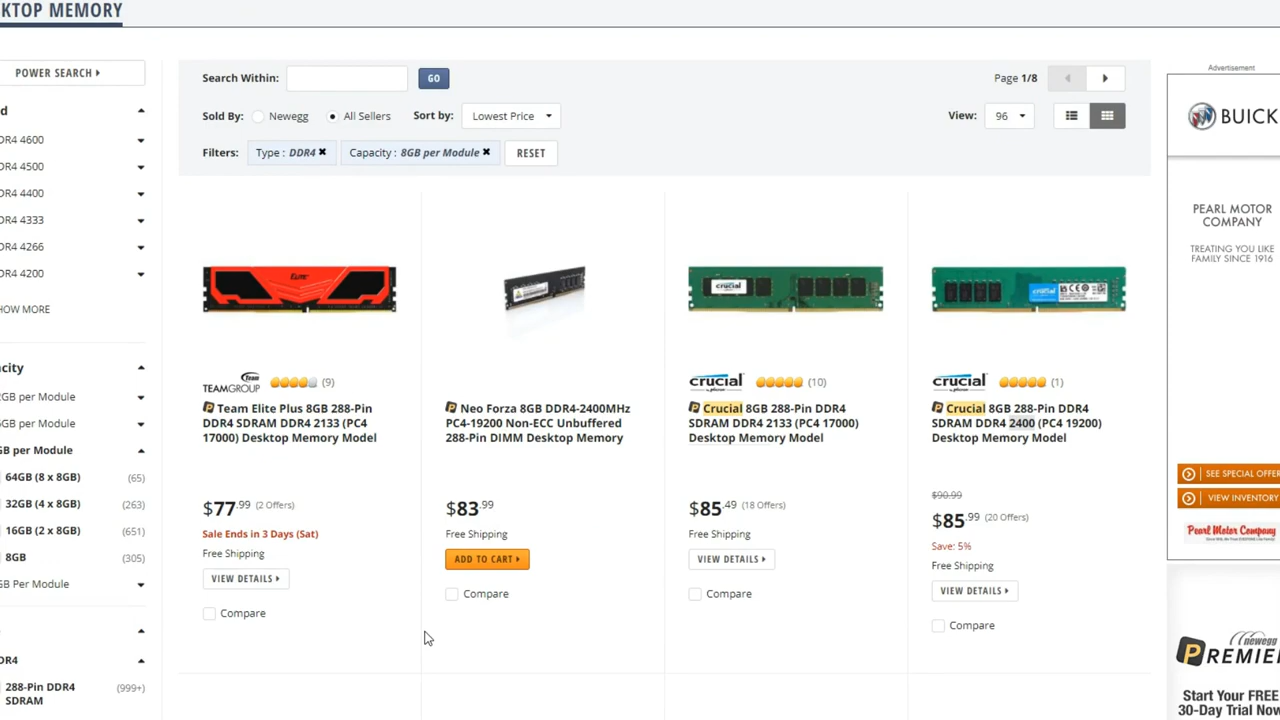 KTOP MEMORY
POWER SEARCH
d
DR4 4600
DR4 4500
DR4 4400
DR4 4333
DR4 4266
DR4 4200
HOW MORE
acity
2GB per Module
6GB per Module
GB per Module
64GB (8 x 8GB) (65)
32GB (4 x 8GB) (263)
16GB (2 x 8GB) (651)
8GB (305)
GB Per Module
DR4
288-Pin DDR4 (999+)
SDRAM
Search Within: GO
Page 1/8
Sold By: Newegg All Sellers Sort by: Lowest Price
View: 96
Filters: Type : DDR4 ✖ Capacity : 8GB per Module ✖ RESET
Elite
TEAMGROUP (9)
Team Elite Plus 8GB 288-Pin
DDR4 SDRAM DDR4 2133 (PC4
17000) Desktop Memory Model
$77.99 (2 Offers)
Sale Ends in 3 Days (Sat)
Free Shipping
VIEW DETAILS
Compare
Neo Forza 8GB DDR4-2400MHz
PC4-19200 Non-ECC Unbuffered
288-Pin DIMM Desktop Memory
$83.99
Free Shipping
ADD TO CART
Compare
crucial
crucial (10)
Crucial 8GB 288-Pin DDR4
SDRAM DDR4 2133 (PC4 17000)
Desktop Memory Model
$85.49 (18 Offers)
Free Shipping
VIEW DETAILS
Compare
crucial
crucial (1)
Crucial 8GB 288-Pin DDR4
SDRAM DDR4 2400 (PC4 19200)
Desktop Memory Model
$90.99
$85.99 (20 Offers)
Save: 5%
Free Shipping
VIEW DETAILS
Compare
Advertisement
BUICK
PEARL MOTOR
COMPANY
TREATING YOU LIKE
FAMILY SINCE 1916
SEE SPECIAL OFFER
VIEW INVENTORY
Pearl Motor Company
newegg
PREMIE
Start Your FREE
30-Day Trial Now